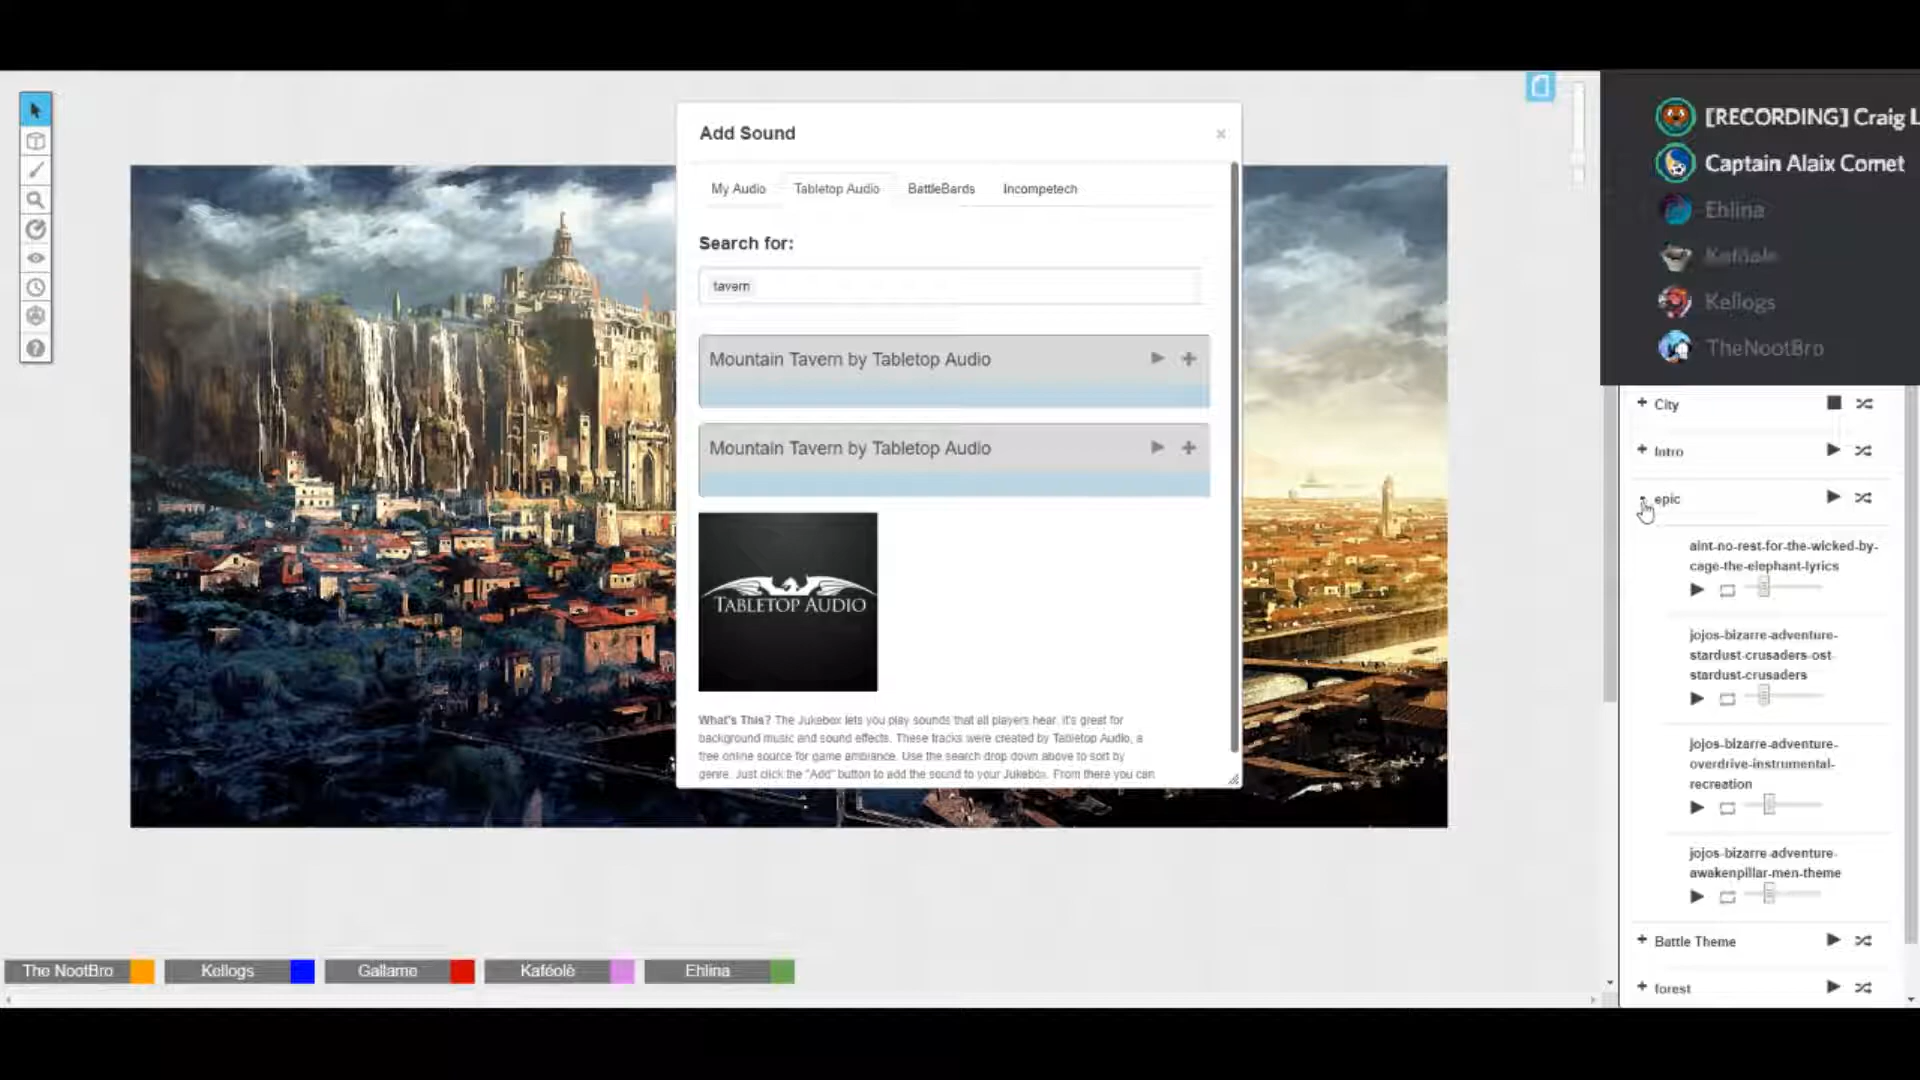 Add Sound
×
My Audio Tabletop Audio BattleBards Incompetech
Search for:
tavern
Mountain Tavern by Tabletop Audio
Mountain Tavern by Tabletop Audio
TABLETOP AUDIO
What's This? The Jukebox lets you play sounds that all players hear. It's great for
background music and sound effects. These tracks were created by Tabletop Audio, a
free online source for game ambiance. Use the search drop down above to sort by
genre. Just click the "Add" button to add the sound to your Jukebox. From there you can
[RECORDING] Craig L
Captain Alaix Comet
Ehlina
Kaféolè
Kellogs
TheNootBro
City
Intro
epic
aint-no-rest-for-the-wicked-by-
cage-the-elephant-lyrics
jojos-bizarre-adventure-
stardust-crusaders-ost-
stardust-crusaders
jojos-bizarre-adventure-
overdrive-instrumental-
recreation
jojos-bizarre-adventure-
awakenpillar-men-theme
Battle Theme
forest
The NootBro Kellogs Gallame Kaféolè Ehlina